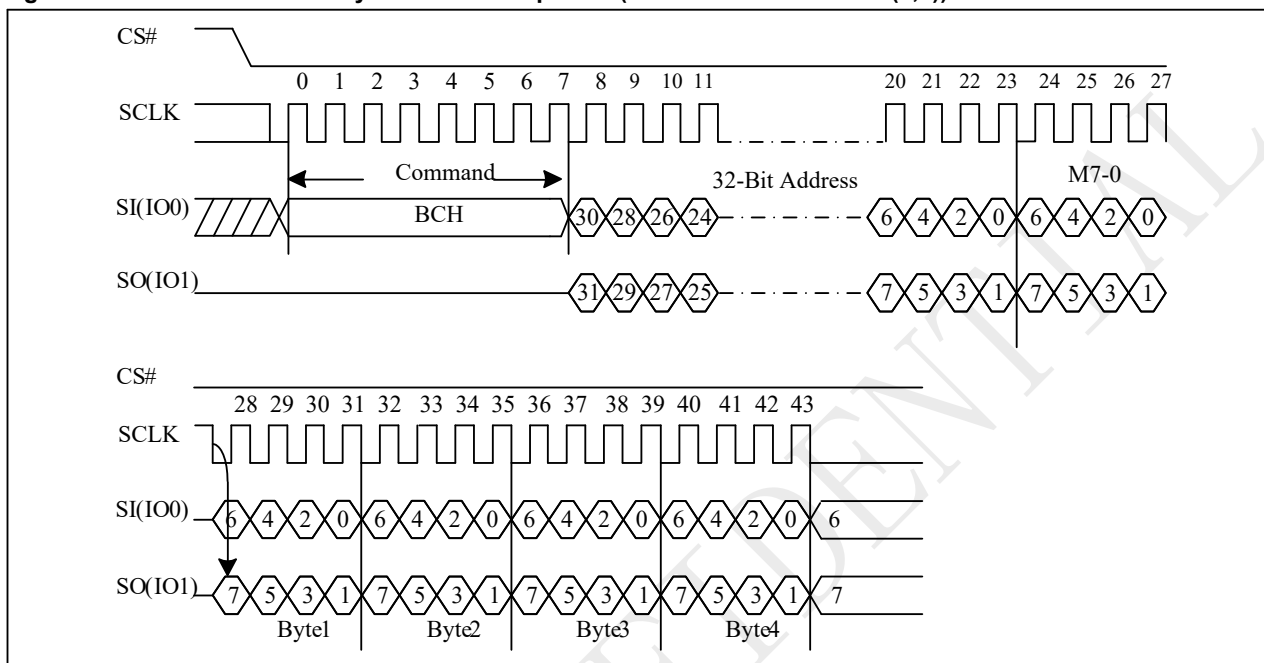 CS#
0 1 2 3 4 5 6 7 8 9 10 11 20 21 22 23 24 25 26 27
SCLK
Command 32-Bit Address M7-0
SI(IO0) BCH 30 28 26 24 6 4 2 0 6 4 2 0
SO(IO1) 31 29 27 25 7 5 3 1 7 5 3 1
CS#
28 29 30 31 32 33 34 35 36 37 38 39 40 41 42 43
SCLK
SI(IO0) 6 4 2 0 6 4 2 0 6 4 2 0 6 4 2 0 6
SO(IO1) 7 5 3 1 7 5 3 1 7 5 3 1 7 5 3 1 7
Byte1 Byte2 Byte3 Byte4